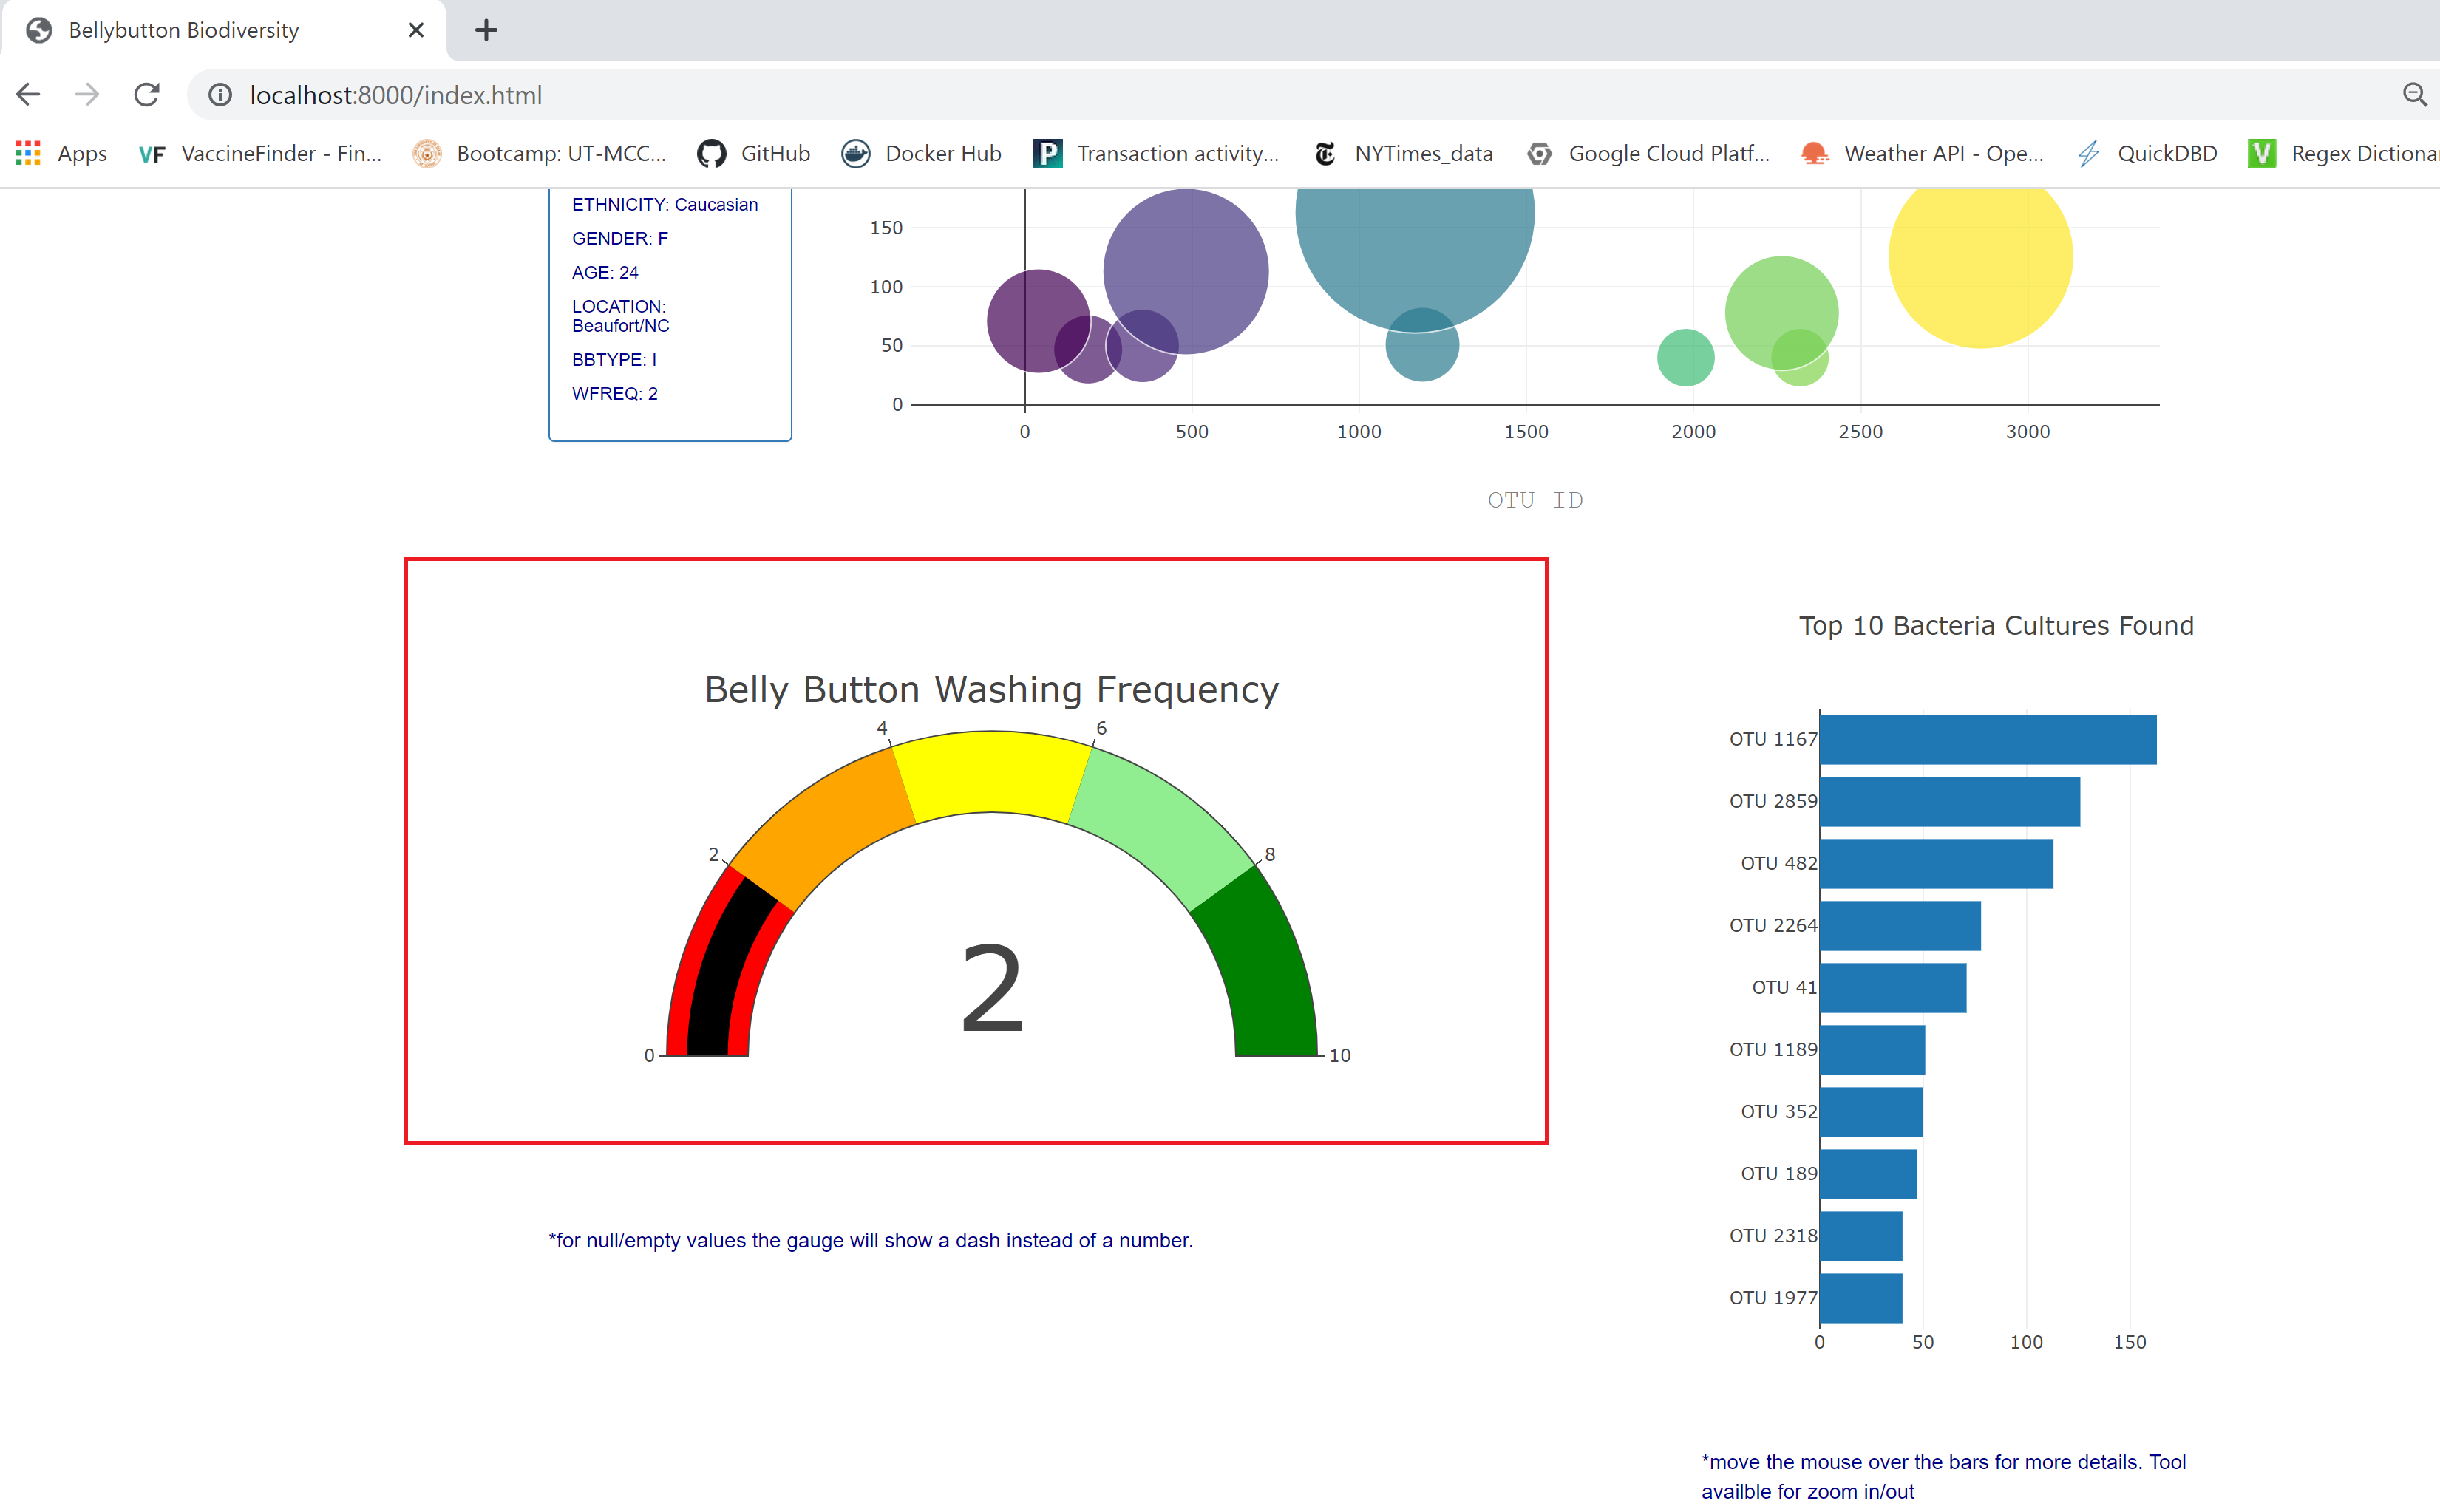 Bellybutton Biodiversity
localhost:8000/index.html
Apps
VF VaccineFinder - Fin...
Bootcamp: UT-MCC...
GitHub
Docker Hub
P Transaction activity...
NYTimes_data
Google Cloud Platf...
Weather API - Ope...
QuickDBD
V Regex Dictiona
ETHNICITY: Caucasian
GENDER: F
AGE: 24
LOCATION:
Beaufort/NC
BBTYPE: I
WFREQ: 2
150
100
50
0
0 500 1000 1500 2000 2500 3000
OTU ID
Belly Button Washing Frequency
0
2
4
6
8
10
2
*for null/empty values the gauge will show a dash instead of a number.
Top 10 Bacteria Cultures Found
OTU 1167
OTU 2859
OTU 482
OTU 2264
OTU 41
OTU 1189
OTU 352
OTU 189
OTU 2318
OTU 1977
0 50 100 150
*move the mouse over the bars for more details. Tool
availble for zoom in/out